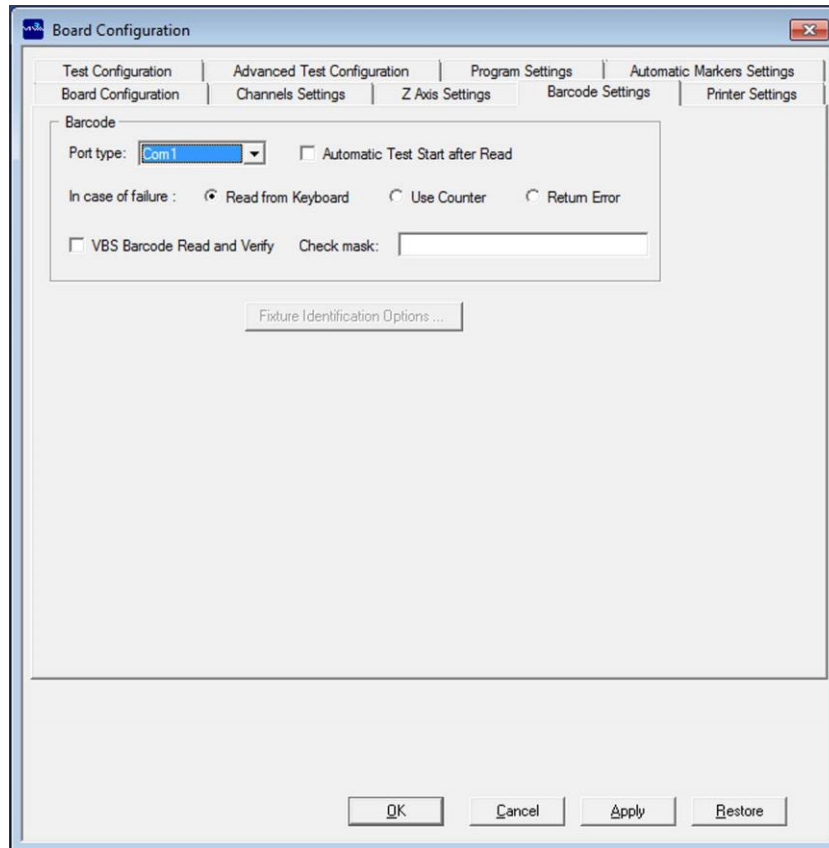 Board Configuration
Test Configuration Advanced Test Configuration Program Settings Automatic Markers Settings
Board Configuration Channels Settings Z Axis Settings Barcode Settings Printer Settings
Barcode
Port type: Com1 Automatic Test Start after Read
In case of failure : Read from Keyboard Use Counter Return Error
VBS Barcode Read and Verify Check mask:
Fixture Identification Options ...
OK Cancel Apply Restore